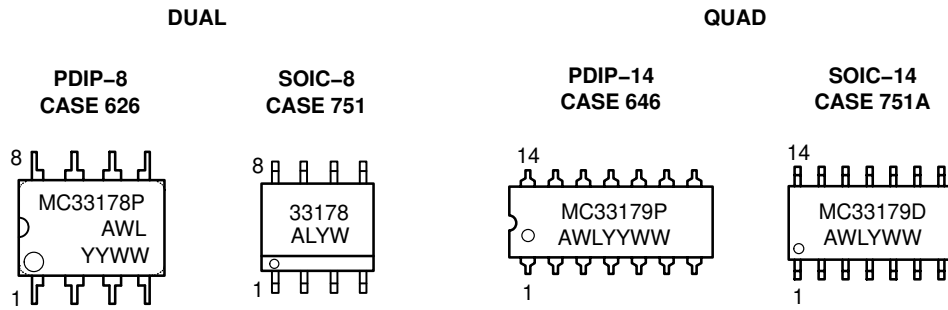 DUAL
QUAD
PDIP–8
CASE 626
SOIC–8
CASE 751
PDIP–14
CASE 646
SOIC–14
CASE 751A
8
MC33178P
AWL
YYWW
1
8
33178
ALYW
1
14
MC33179P
AWLYYWW
1
14
MC33179D
AWLYWW
1